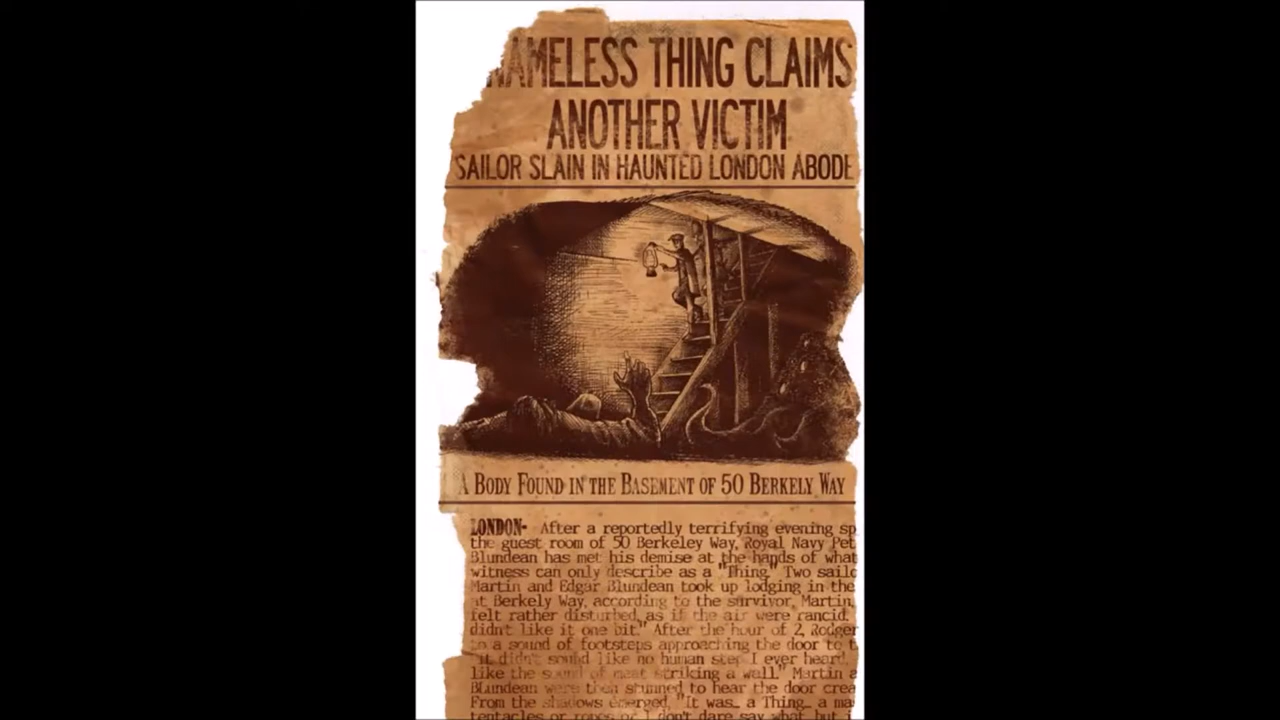 NAMELESS THING CLAIMS
ANOTHER VICTIM
SAILOR SLAIN IN HAUNTED LONDON ABODE
A BODY FOUND IN THE BASEMENT OF 50 BERKELY WAY
LONDON- After a reportedly terrifying evening sp
the guest room of 50 Berkeley Way, Royal Navy Pet
Blundean has met his demise at the hands of what
witness can only describe as a "Thing." Two sailo
Martin and Edgar Blundean took up lodging in the
at Berkely Way, according to the survivor, Martin,
felt rather disturbed, as if the air were rancid.
didn't like it one bit." After the hour of 2, Rodger
to a sound of footsteps approaching the door to t
"it didn't sound like no human step I ever heard.
like the sound of meat striking a wall." Martin a
Blundean were then stunned to hear the door crea
From the shadows emerged, "It was... a Thing... a ma
tentacles or ropes or I don't dare say what, but i